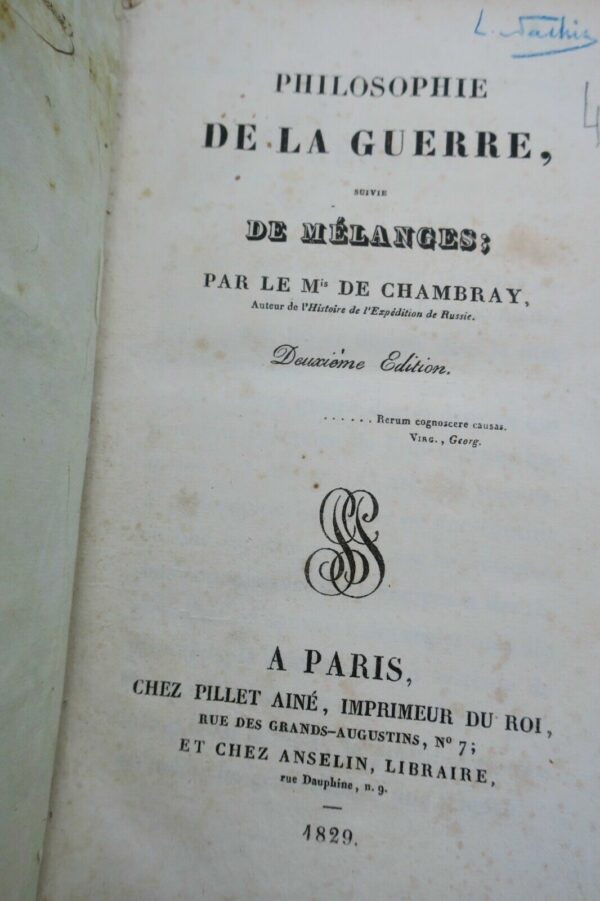 PHILOSOPHIE
DE LA GUERRE,
SUIVIE
DE MÉLANGES;
PAR LE Mis DE CHAMBRAY,
Auteur de l'Histoire de l'Expédition de Russie.
Deuxième Edition.
...... Rerum cognoscere causas.
VIRG., Georg.
A PARIS,
CHEZ PILLET AINÉ, IMPRIMEUR DU ROI,
RUE DES GRANDS-AUGUSTINS, No 7;
ET CHEZ ANSELIN, LIBRAIRE,
rue Dauphine, n. 9.
1829.